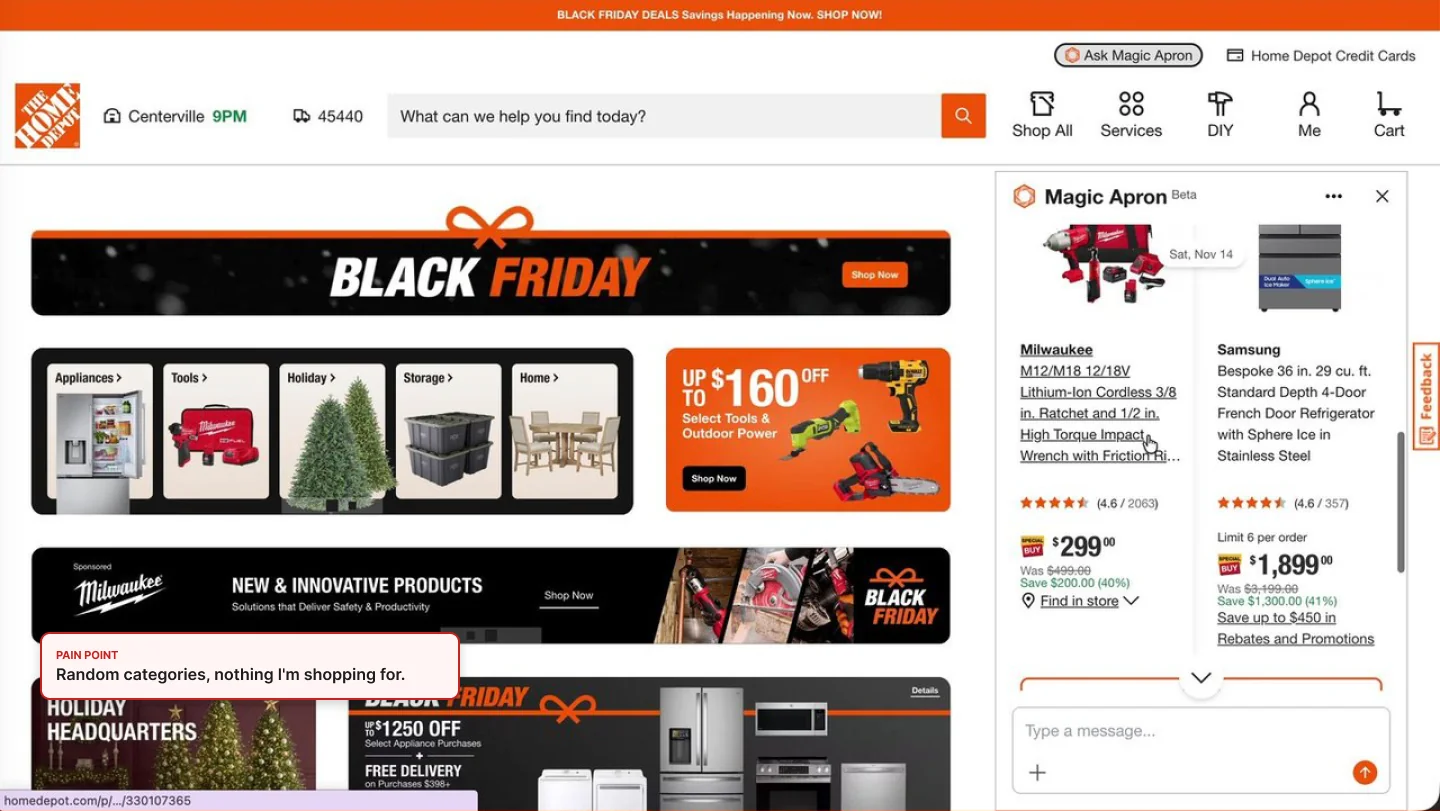 BLACK FRIDAY DEALS Savings Happening Now. SHOP NOW!
Ask Magic Apron
Home Depot Credit Cards
THE HOME DEPOT
Centerville 9PM
45440
What can we help you find today?
Shop All
Services
DIY
Me
Cart
BLACK FRIDAY
Shop Now
Appliances >
Tools >
Holiday >
Storage >
Home >
Milwaukee
FUEL
UP TO $160 OFF
Select Tools &
Outdoor Power
Shop Now
Sponsored
Milwaukee
NEW & INNOVATIVE PRODUCTS
Solutions that Deliver Safety & Productivity
Shop Now
BLACK
FRIDAY
PAIN POINT
Random categories, nothing I'm shopping for.
HOLIDAY
HEADQUARTERS
BLACK FRIDAY
Details
UP TO $1250 OFF
Select Appliance Purchases
+
FREE DELIVERY
on Purchases $398+
homedepot.com/p/.../330107365
Magic Apron Beta
Sat, Nov 14
Dual Auto
Ice Maker
Sphere Ice
Milwaukee
M12/M18 12/18V
Lithium-Ion Cordless 3/8
in. Ratchet and 1/2 in.
High Torque Impact
Wrench with Friction Ri...
(4.6 / 2063)
SPECIAL BUY $299 00
Was $499.00
Save $200.00 (40%)
Find in store
Samsung
Bespoke 36 in. 29 cu. ft.
Standard Depth 4-Door
French Door Refrigerator
with Sphere Ice in
Stainless Steel
(4.6 / 357)
Limit 6 per order
SPECIAL BUY $1,899 00
Was $3,199.00
Save $1,300.00 (41%)
Save up to $450 in
Rebates and Promotions
Type a message...
Feedback